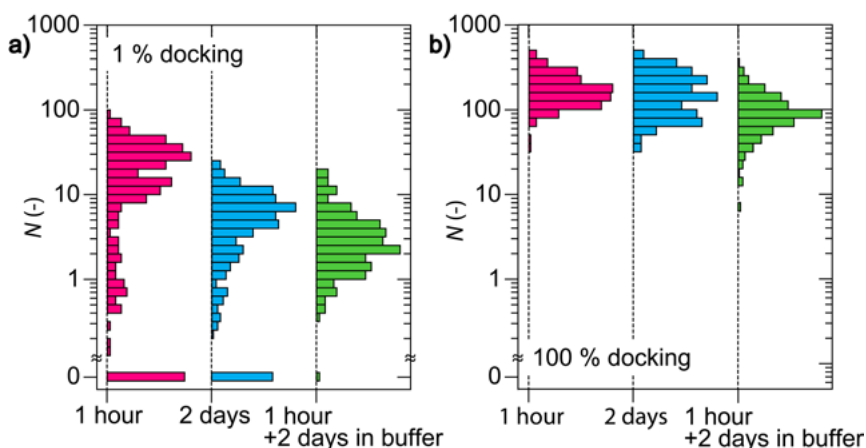 a)
1 % docking
1000
100
10
1
0
N (-)
1 hour
2 days
1 hour
+2 days in buffer
b)
1000
100
10
1
0
N (-)
100 % docking
1 hour
2 days
1 hour
+2 days in buffer